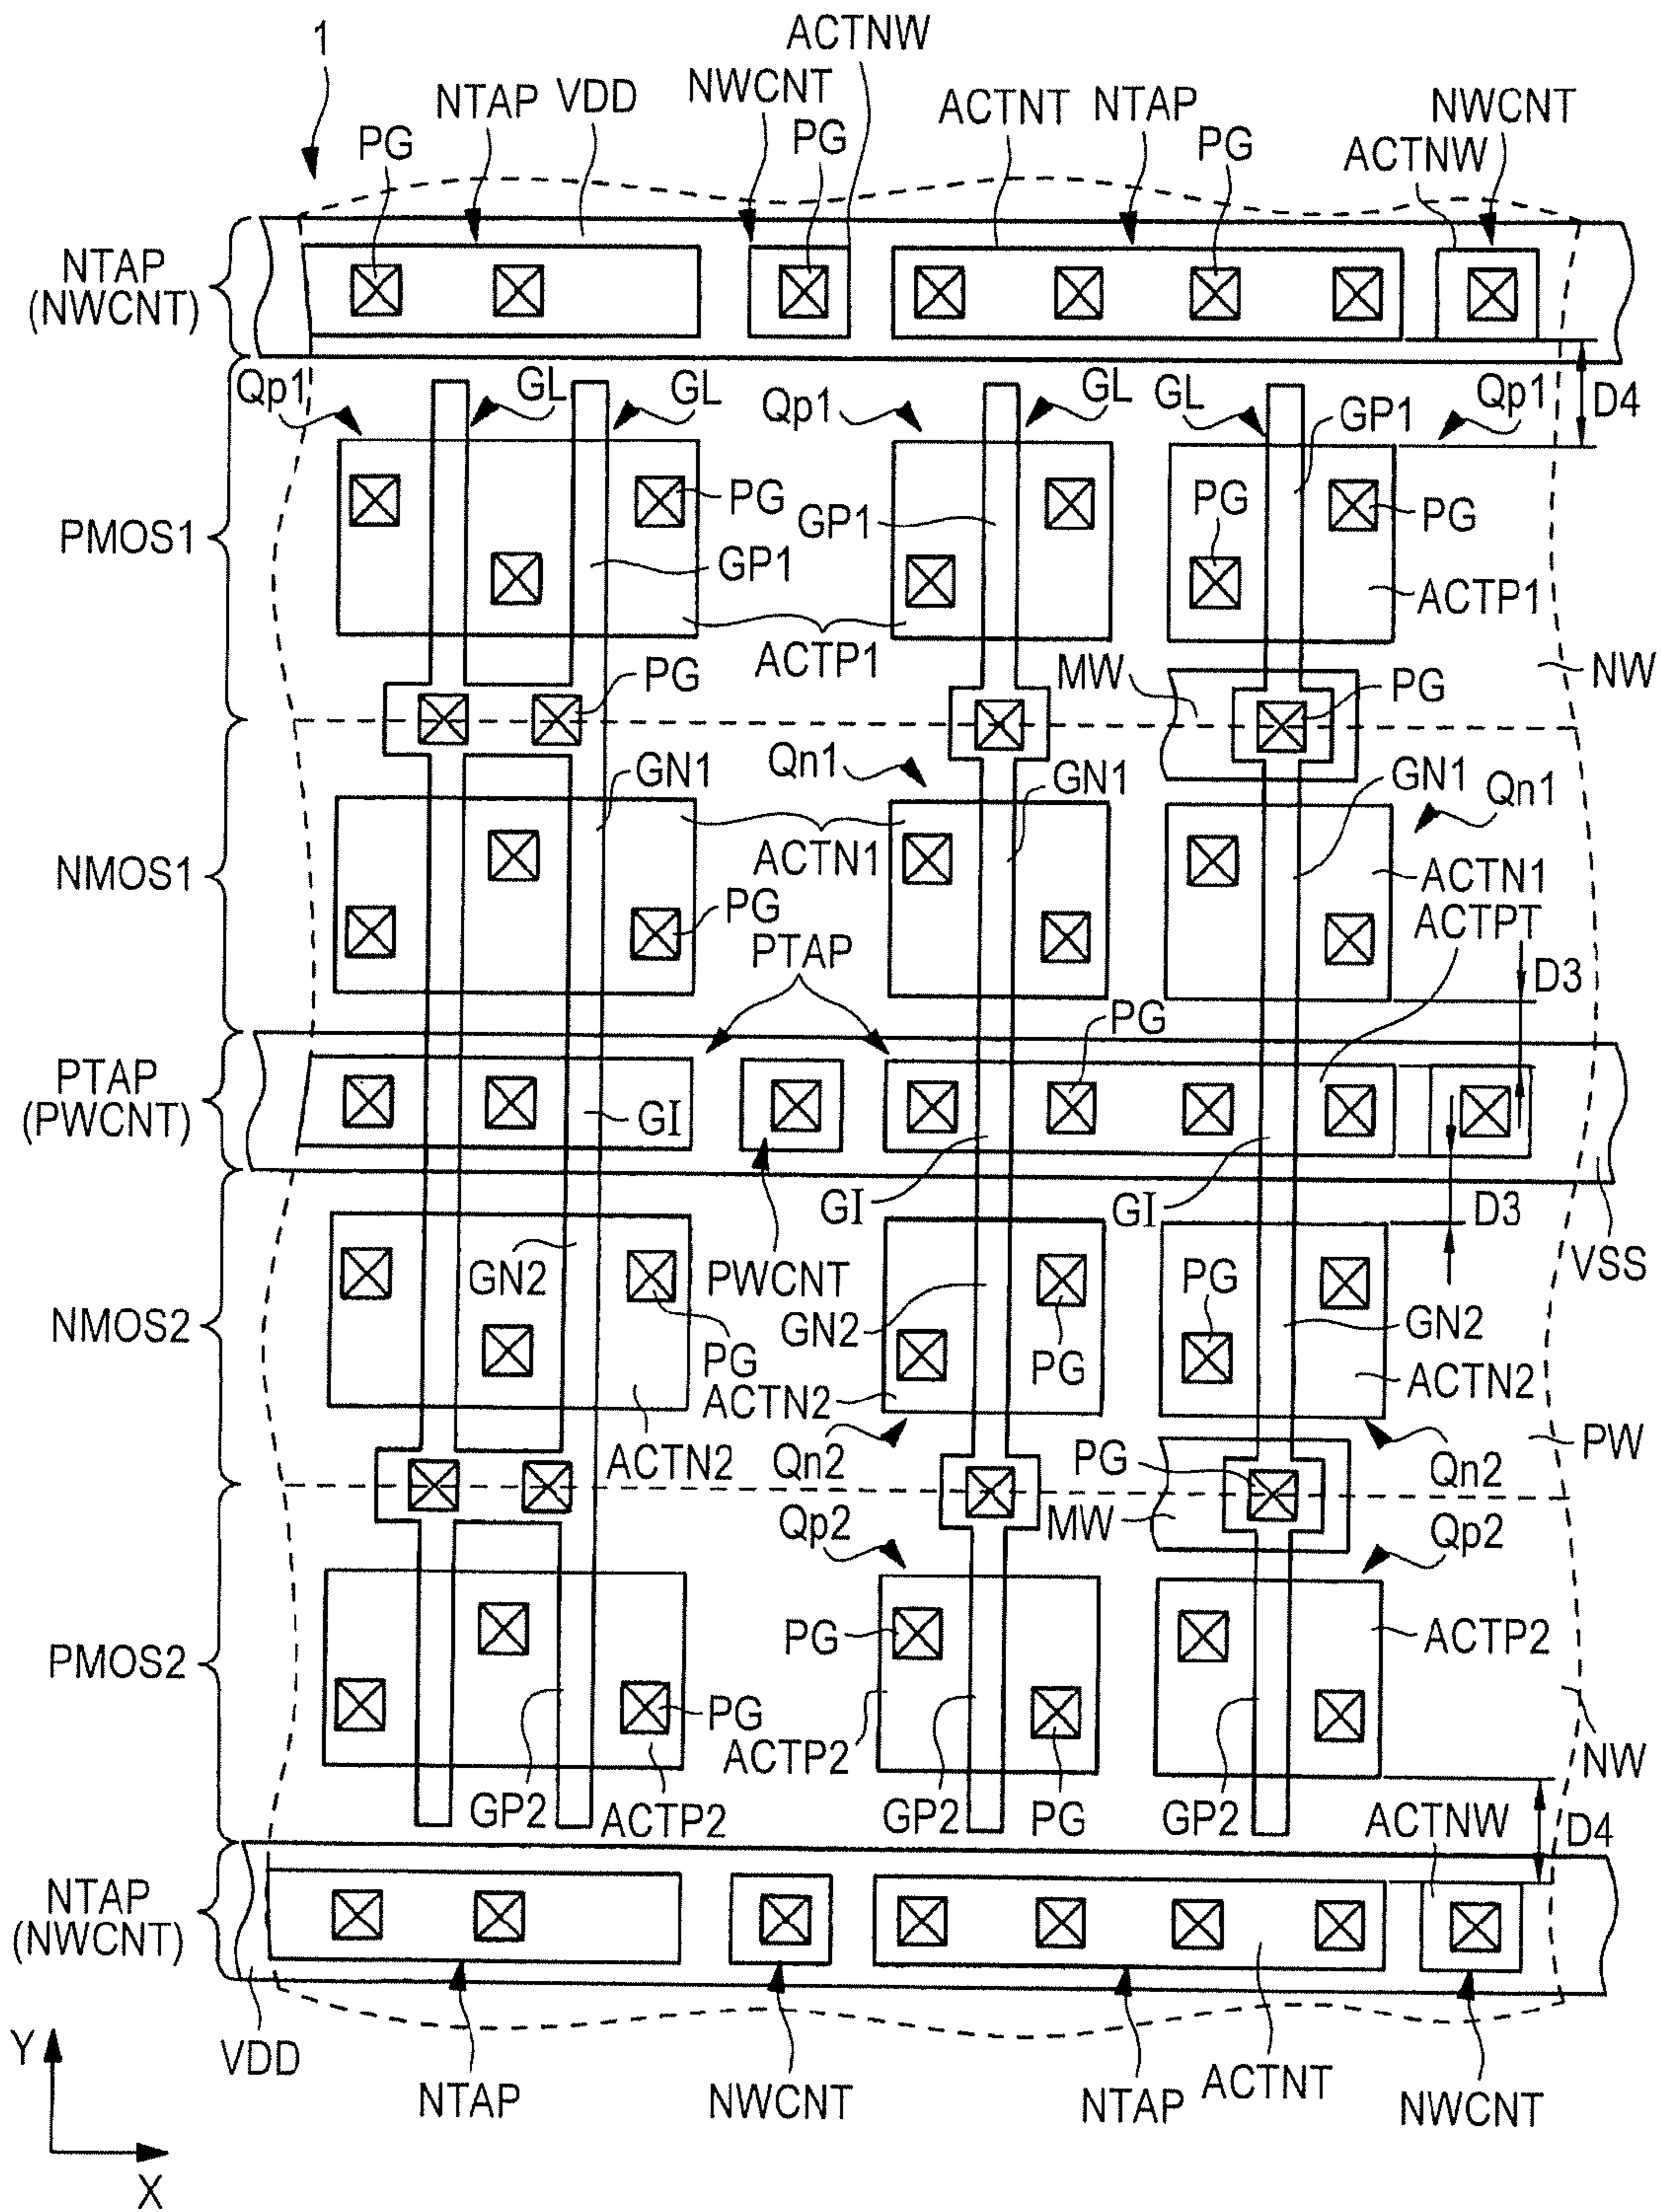 1
ACTNW
NTAP VDD NWCNT ACTNT NTAP NWCNT
PG PG PG ACTNW
NTAP
(NWCNT)
Qp1 GL GL Qp1 GL GL GP1 Qp1 D4
PMOS1
PG GP1 PG PG
GP1
ACTP1
ACTP1
PG MW PG NW
GN1 Qn1 GN1 GN1 Qn1
NMOS1
ACTN1 ACTN1
PG ACTPT
PTAP D3
PG
PTAP
(PWCNT)
GI
GI GI D3
VSS
GN2 PWCNT PG
NMOS2
GN2 GN2
PG PG
ACTN2 ACTN2
ACTN2 Qn2 PG Qn2 PW
Qp2 MW Qp2
PMOS2
PG ACTP2
PG
ACTP2 NW
GP2 ACTP2 GP2 PG GP2 ACTNW D4
NTAP
(NWCNT)
Y
VDD
NTAP NWCNT NTAP ACTNT NWCNT
X